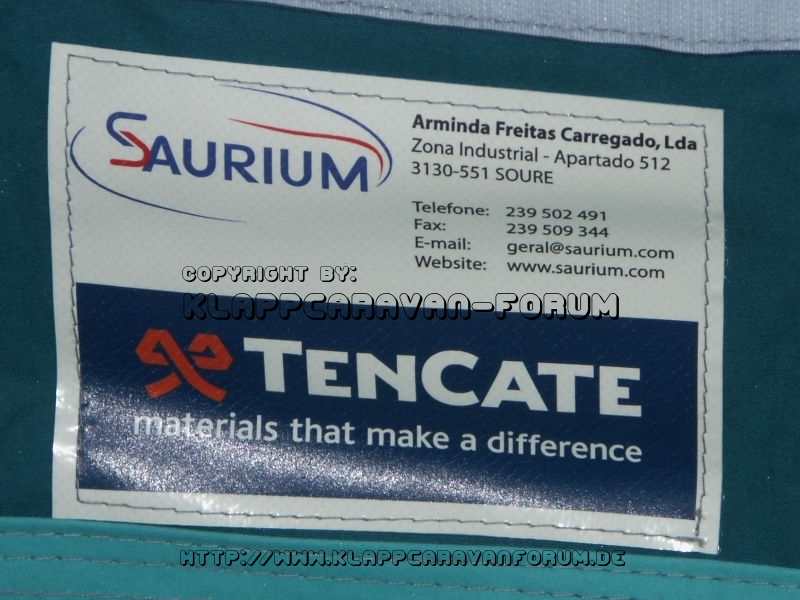 SAURIUM
Arminda Freitas Carregado, Lda
Zona Industrial - Apartado 512
3130-551 SOURE
Telefone: 239 502 491
Fax: 239 509 344
E-mail: geral@saurium.com
Website: www.saurium.com
COPYRIGHT BY:
KLAPPCARAVAN-FORUM
TENCATE
materials that make a difference
HTTP://WWW.KLAPPCARAVANFORUM.DE